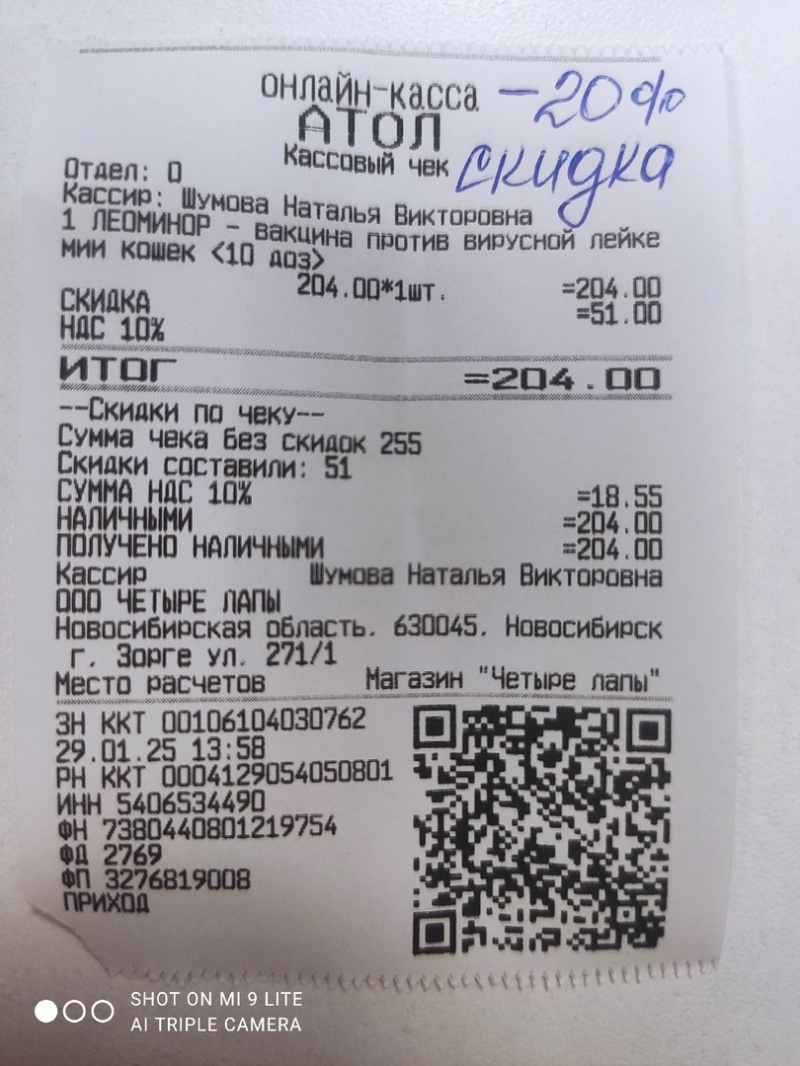 ОНЛАЙН-КАССА
-20%
АТОЛ
Кассовый чек
скидка
Отдел: 0
Кассир: Шумова Наталья Викторовна
1 ЛЕОМИНОР - вакцина против вирусной лейке
мии кошек <10 доз>
204.00*1шт. =204.00
СКИДКА =51.00
НДС 10%
ИТОГ =204.00
--Скидки по чеку--
Сумма чека без скидок 255
Скидки составили: 51
СУММА НДС 10% =18.55
НАЛИЧНЫМИ =204.00
ПОЛУЧЕНО НАЛИЧНЫМИ =204.00
Кассир Шумова Наталья Викторовна
ООО ЧЕТЫРЕ ЛАПЫ
Новосибирская область. 630045. Новосибирск
г. Зорге ул. 271/1
Место расчетов Магазин "Четыре лапы"
ЗН ККТ 00106104030762
29.01.25 13:58
РН ККТ 0004129054050801
ИНН 5406534490
ФН 7380440801219754
ФД 2769
ФП 3276819008
ПРИХОД
SHOT ON MI 9 LITE
AI TRIPLE CAMERA